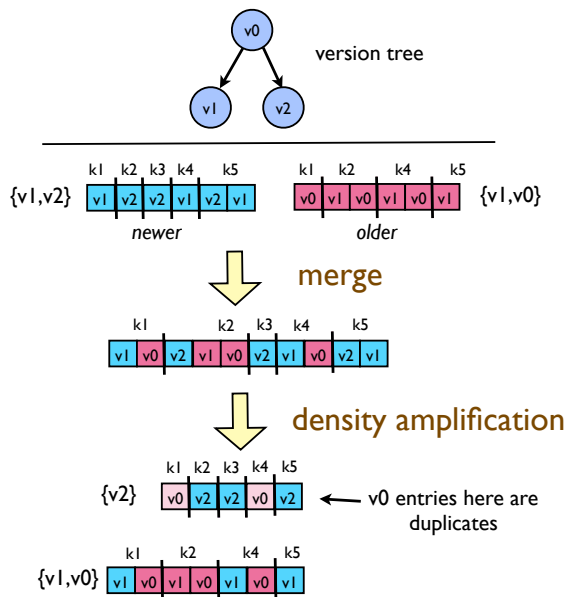 v0
version tree
v1 v2
k1 k2 k3 k4 k5 k1 k2 k4 k5
{v1,v2} v1 v2 v2 v1 v2 v1 v0 v1 v0 v1 v0 v1 {v1,v0}
newer older
merge
k1 k2 k3 k4 k5
v1 v0 v2 v1 v0 v2 v1 v0 v2 v1
density amplification
k1 k2 k3 k4 k5
{v2} v0 v2 v2 v0 v2 v0 entries here are
duplicates
k1 k2 k4 k5
{v1,v0} v1 v0 v1 v0 v1 v0 v1